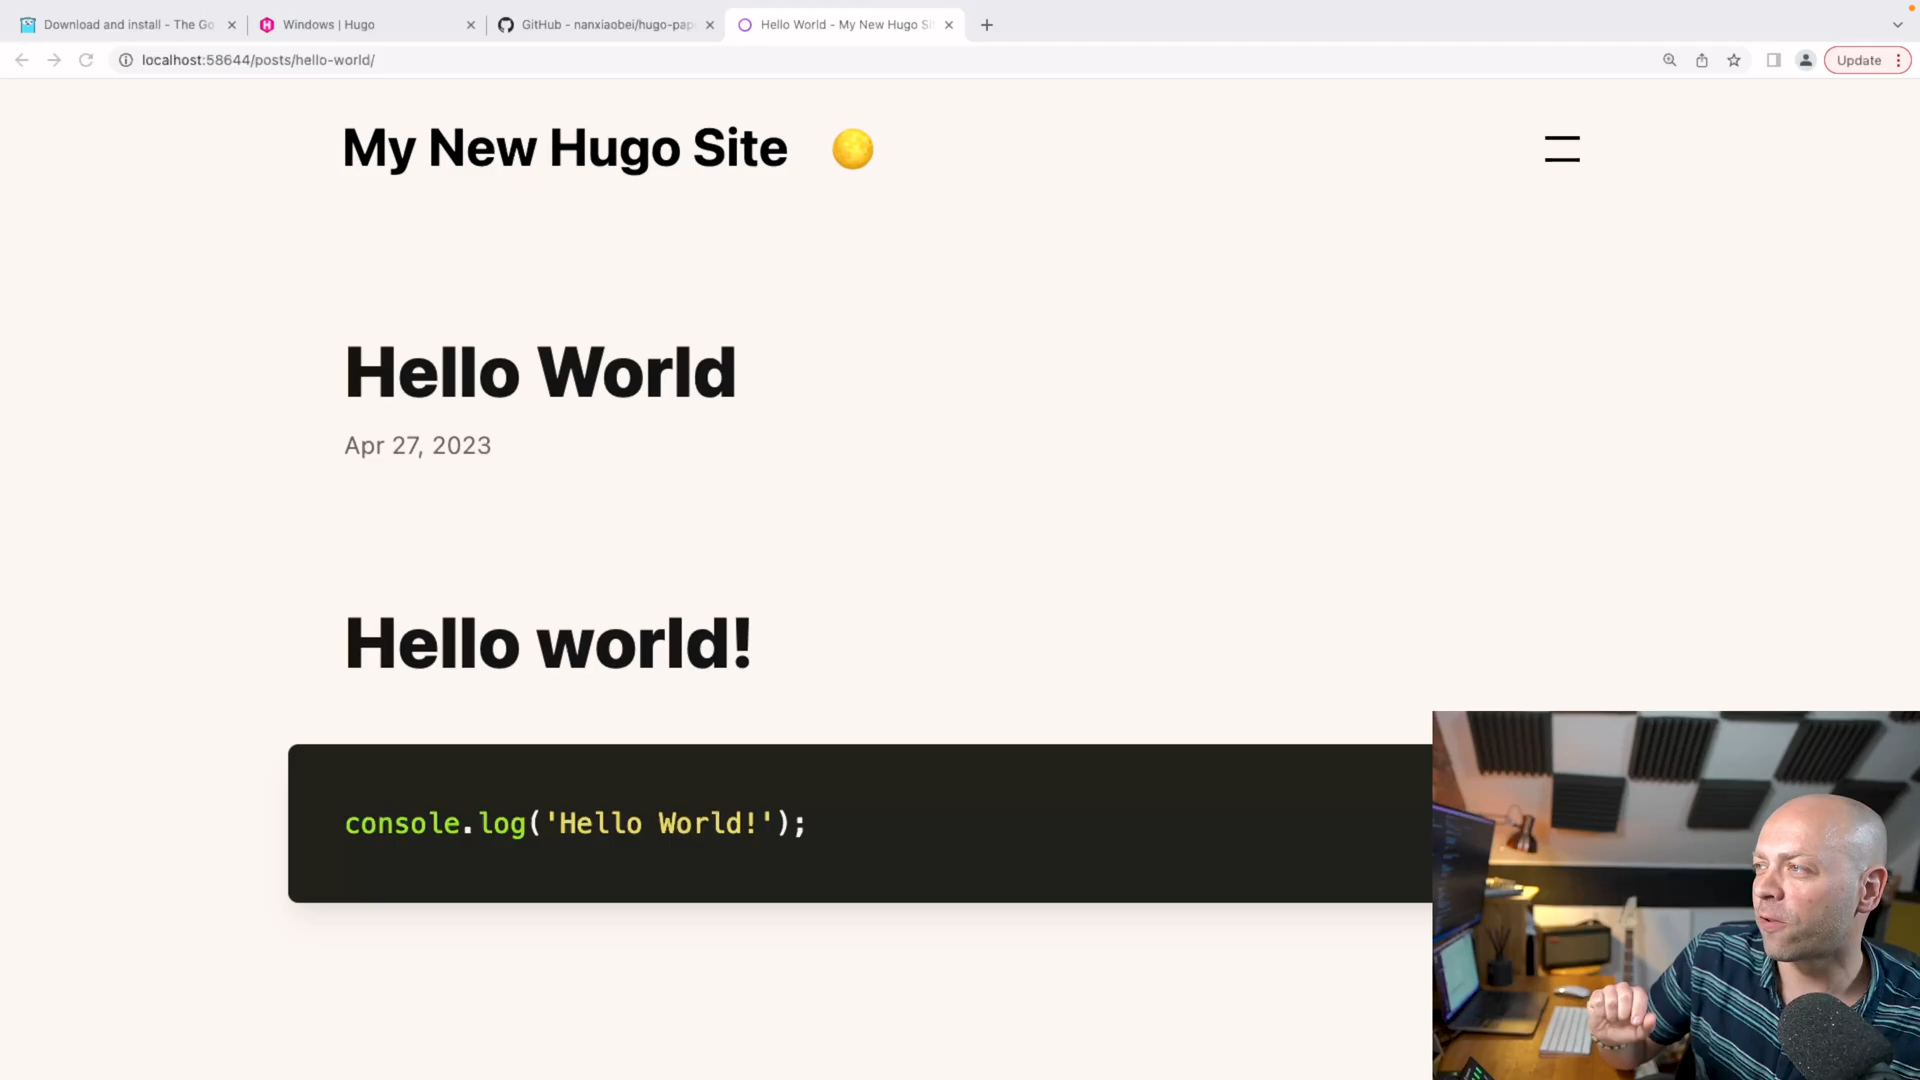 Download and install - The Go
Windows | Hugo
GitHub - nanxiaobei/hugo-pap
Hello World - My New Hugo Si
localhost:58644/posts/hello-world/
Update
My New Hugo Site
Hello World
Apr 27, 2023
Hello world!
console.log('Hello World!');